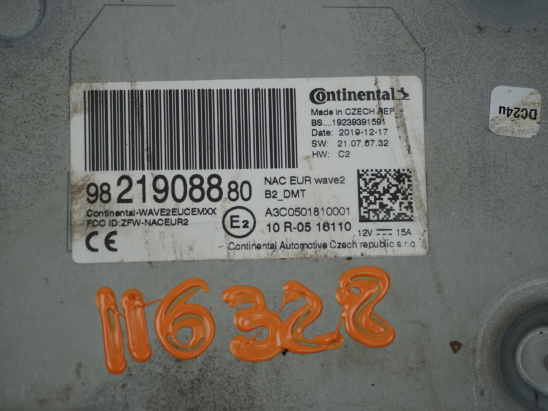 Continental
Made in CZECH.REP.
BS....19239391591
Date: 2019-12-17
SW: 21.07.67.32
HW: C2
DC24u
98 219088 80
NAC EUR wave2
B2_DMT
Continental-WAVE2EUCEMXX
FCC ID:ZFW-NACEUR2
CE
E2
A3C0501810001
10 R-05 16110
12V 15A
Continental Automotive Czech republic s.r.o
116328